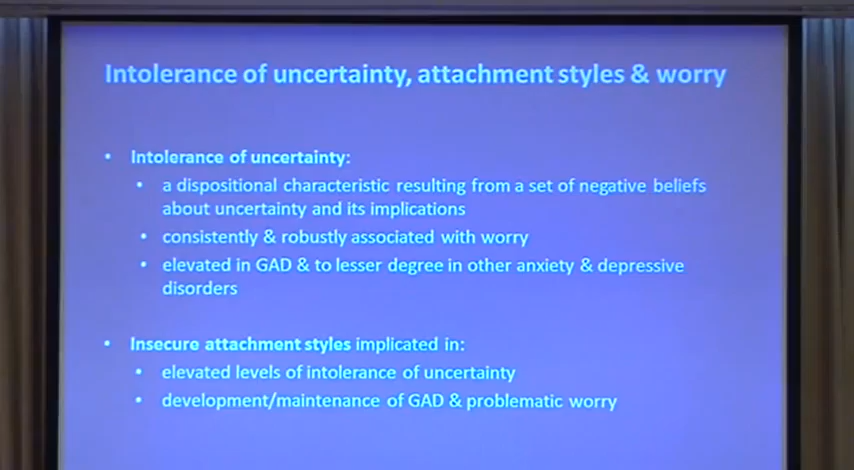 Intolerance of uncertainty, attachment styles & worry
• Intolerance of uncertainty:
• a dispositional characteristic resulting from a set of negative beliefs
about uncertainty and its implications
• consistently & robustly associated with worry
• elevated in GAD & to lesser degree in other anxiety & depressive
disorders
• Insecure attachment styles implicated in:
• elevated levels of intolerance of uncertainty
• development/maintenance of GAD & problematic worry